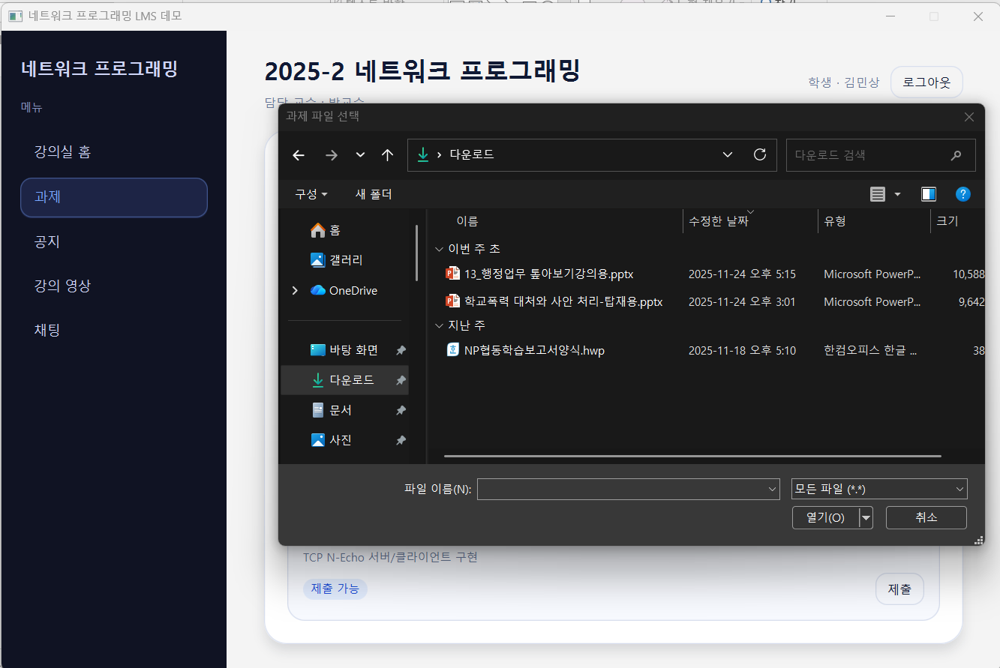 네트워크 프로그래밍 LMS 데모
네트워크 프로그래밍
메뉴
강의실 홈
과제
공지
강의 영상
채팅
2025-2 네트워크 프로그래밍
담당 교수 · 박교수
학생 · 김민상
로그아웃
과제 파일 선택
다운로드
다운로드 검색
구성
새 폴더
홈
갤러리
OneDrive
바탕 화면
다운로드
문서
사진
이름 수정한 날짜 유형 크기
이번 주 초
13_행정업무 톺아보기강의용.pptx 2025-11-24 오후 5:15 Microsoft PowerP... 10,588
학교폭력 대처와 사안 처리-탑재용.pptx 2025-11-24 오후 3:01 Microsoft PowerP... 9,642
지난 주
NP협동학습보고서양식.hwp 2025-11-18 오후 5:10 한컴오피스 한글 ... 38
파일 이름(N):
모든 파일 (*.*)
열기(O)
취소
TCP N-Echo 서버/클라이언트 구현
제출 가능
제출